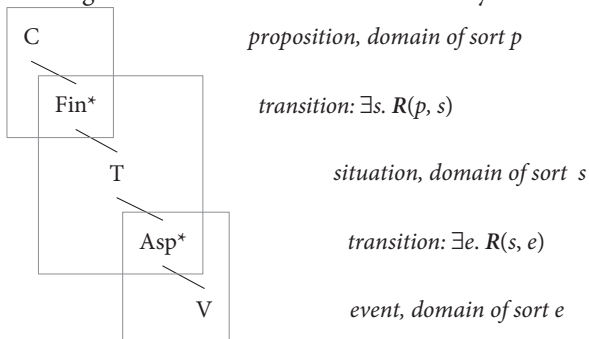 C proposition, domain of sort p
Fin* transition: ∃s. R(p, s)
T situation, domain of sort s
Asp* transition: ∃e. R(s, e)
V event, domain of sort e